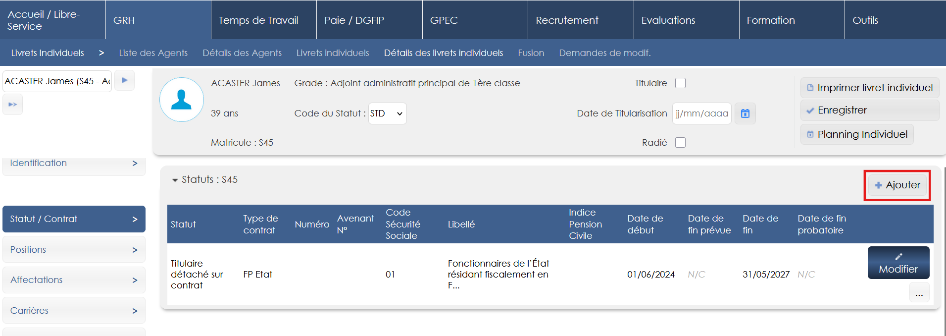 Accueil / Libre-Service
GRH
Temps de Travail
Paie / DGFIP
GPEC
Recrutement
Evaluations
Formation
Outils
Livrets Individuels > Liste des Agents Détails des Agents Livrets Individuels Détails des livrets individuels Fusion Demandes de modif.
ACASTER James (S45 - Ac
ACASTER James Grade : Adjoint administratif principal de 1ère classe Titulaire
39 ans Code du Statut : STD Date de Titularisation jj/mm/aaaa
Matricule : S45 Radié
Imprimer livret individuel
Enregistrer
Planning Individuel
Identification >
Statut / Contrat >
Positions >
Affectations >
Carrières >
Statuts : S45
+ Ajouter
Statut
Type de contrat
Numéro
Avenant N°
Code Sécurité Sociale
Libellé
Indice Pension Civile
Date de début
Date de fin prévue
Date de fin
Date de fin probatoire
Titulaire détaché sur contrat
FP Etat
01
Fonctionnaires de l'État résidant fiscalement en F...
01/06/2024
N/C
31/05/2027
N/C
Modifier
...